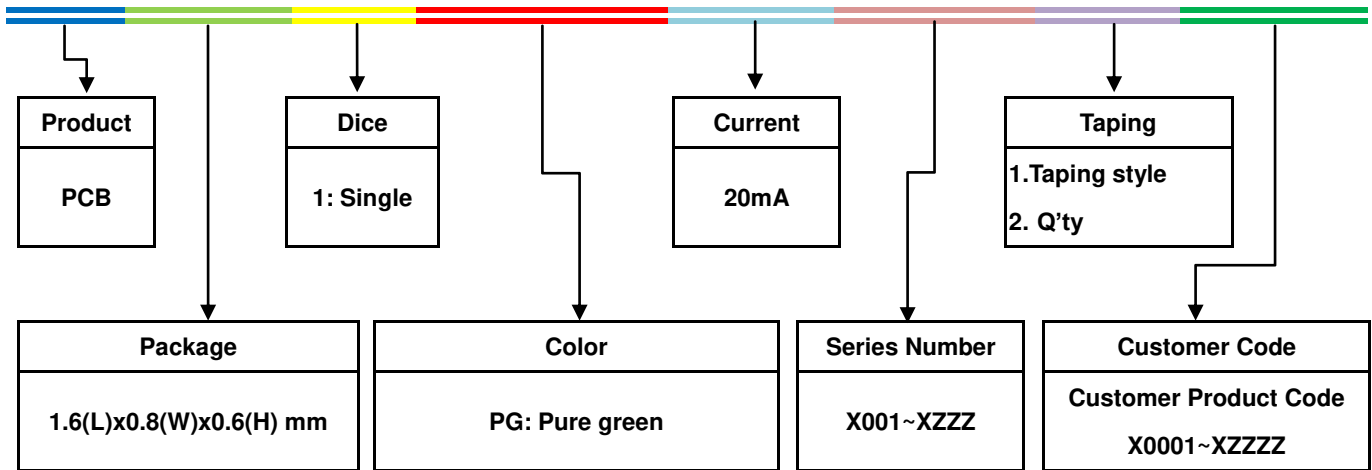 Product
PCB
Dice
1: Single
Current
20mA
Taping
1.Taping style
2. Q’ty
Package
1.6(L)x0.8(W)x0.6(H) mm
Color
PG: Pure green
Series Number
X001~XZZZ
Customer Code
Customer Product Code
X0001~XZZZZ